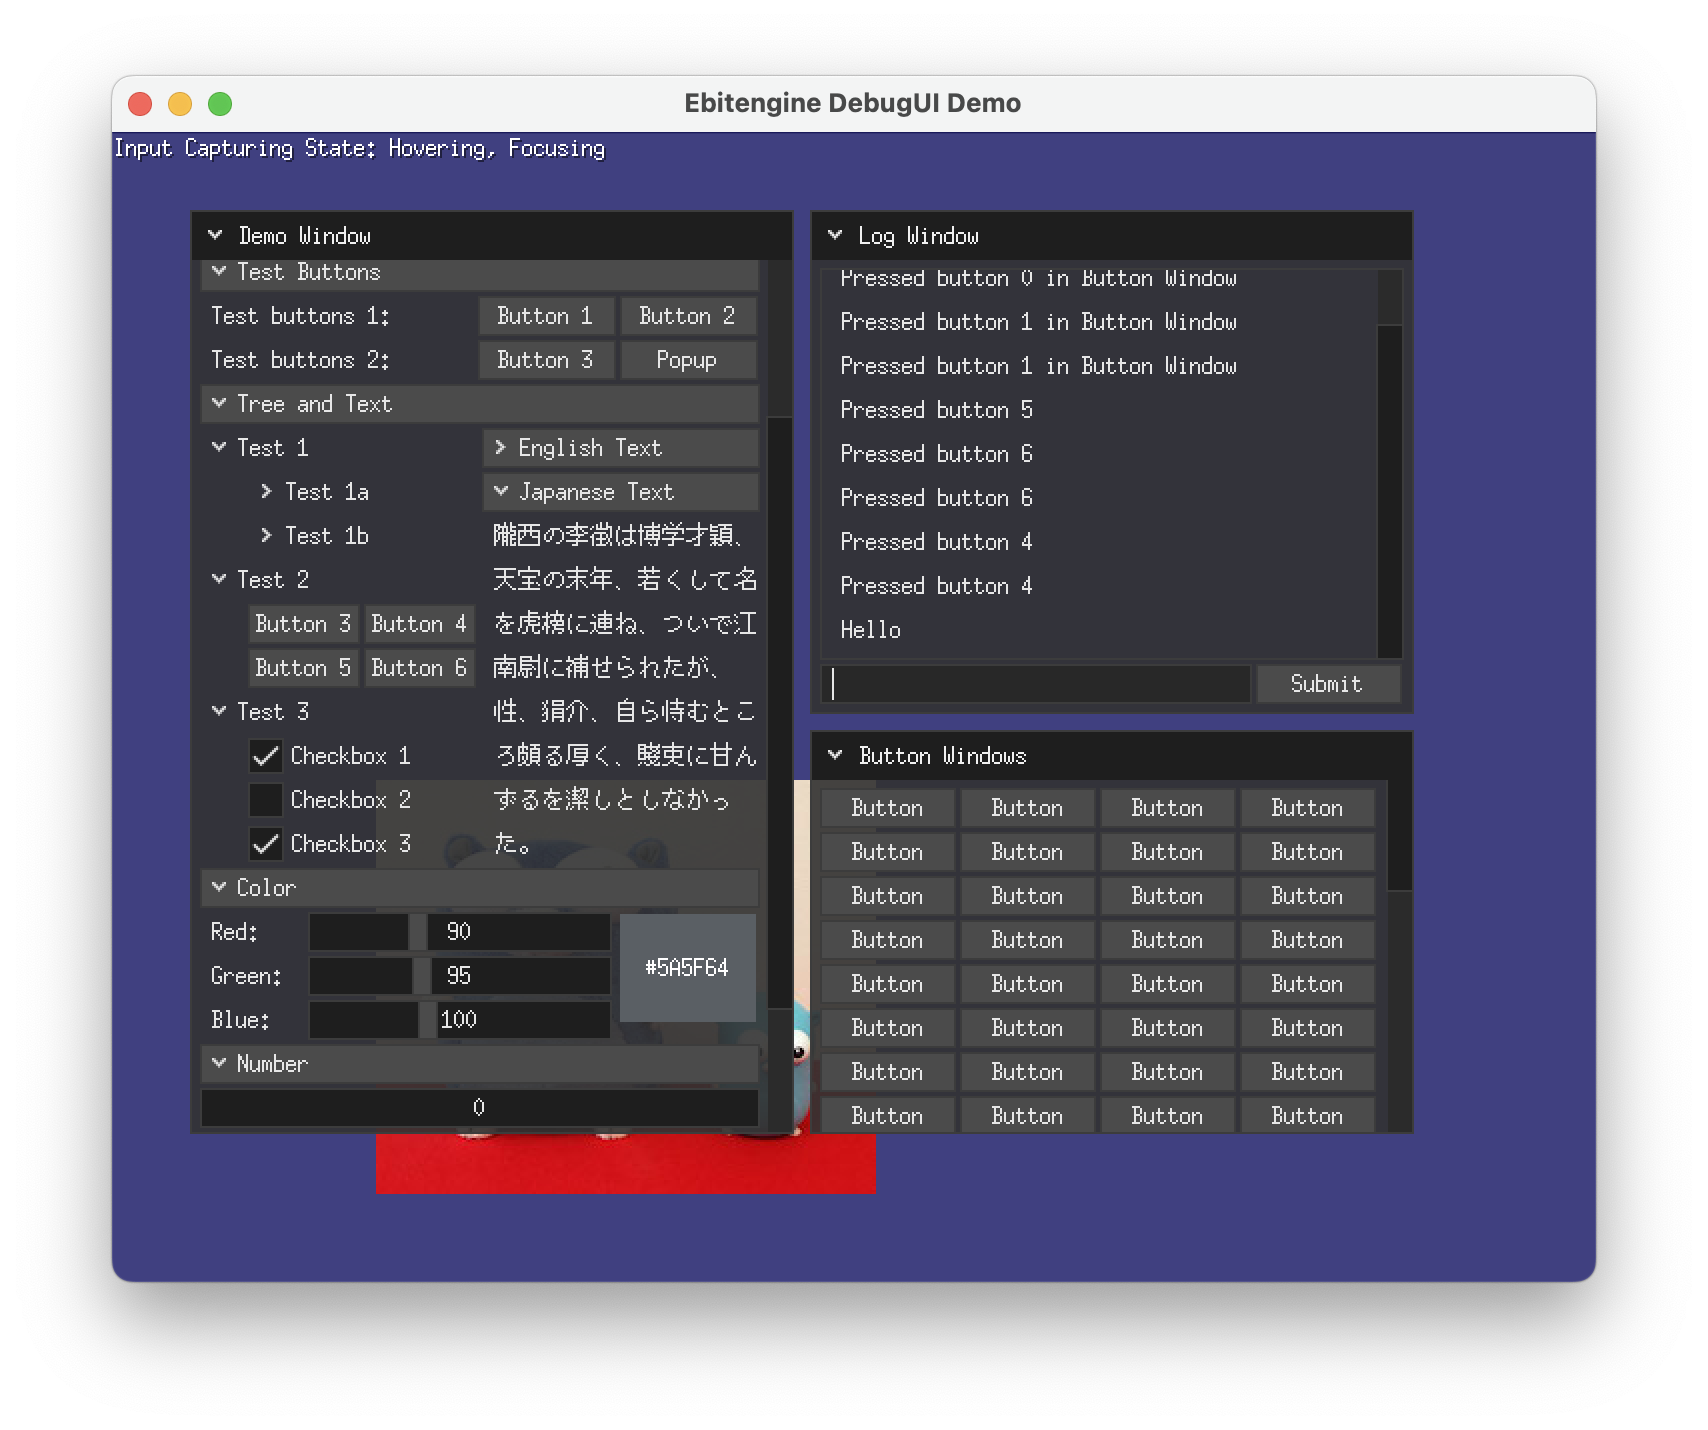 Ebitengine DebugUI Demo
Input Capturing State: Hovering, Focusing
Demo Window
Test Buttons
Test buttons 1: Button 1 Button 2
Test buttons 2: Button 3 Popup
Tree and Text
Test 1
Test 1a
Test 1b
Test 2
Button 3 Button 4
Button 5 Button 6
Test 3
Checkbox 1
Checkbox 2
Checkbox 3
English Text
Japanese Text
隴西の李徴は博学才穎、
天宝の末年、若くして名
を虎榜に連ね、ついで江
南尉に補せられたが、
性、狷介、自ら恃むとこ
ろ頗る厚く、賤吏に甘ん
ずるを潔しとしなかっ
た。
Color
Red: 90
Green: 95
Blue: 100
#5A5F64
Number
0
Log Window
Pressed button 0 in Button Window
Pressed button 1 in Button Window
Pressed button 1 in Button Window
Pressed button 5
Pressed button 6
Pressed button 6
Pressed button 4
Pressed button 4
Hello
Submit
Button Windows
Button Button Button Button
Button Button Button Button
Button Button Button Button
Button Button Button Button
Button Button Button Button
Button Button Button Button
Button Button Button Button
Button Button Button Button